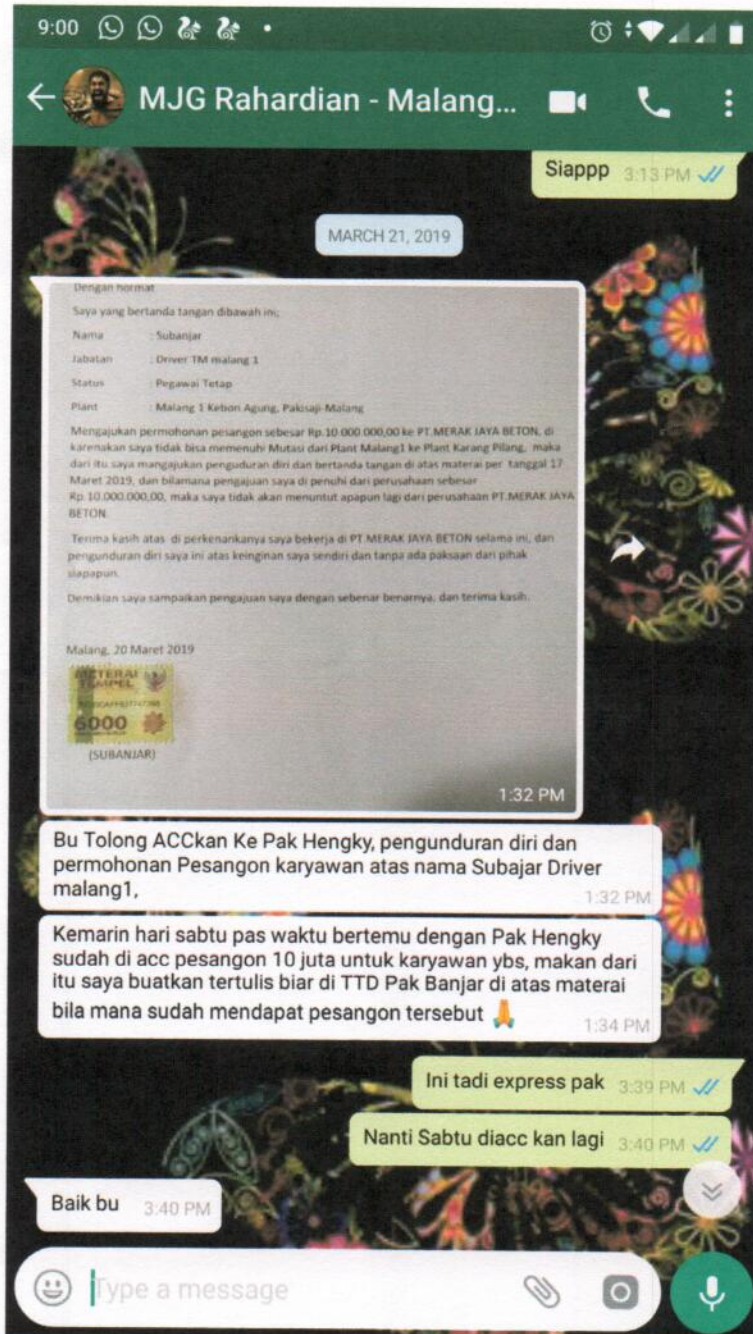 9:00
MJG Rahardian - Malang...
Siappp 3:13 PM
MARCH 21, 2019
Dengan hormat
Saya yang bertanda tangan dibawah ini;
Nama : Subanjar
Jabatan : Driver TM malang 1
Status : Pegawai Tetap
Plant : Malang 1 Kebon Agung, Pakisaji-Malang
Mengajukan permohonan pesangon sebesar Rp.10.000.000,00 ke PT.MERAK JAYA BETON, di
karenakan saya tidak bisa memenuhi Mutasi dari Plant Malang1 ke Plant Karang Pilang, maka
dari itu saya mangajukan penguduran diri dan bertanda tangan di atas materai per tanggal 17
Maret 2019, dan bilamana pengajuan saya di penuhi dari perusahaan sebesar
Rp.10.000.000,00, maka saya tidak akan menuntut apapun lagi dari perusahaan PT.MERAK JAYA
BETON.
Terima kasih atas di perkenankanya saya bekerja di PT.MERAK JAYA BETON selama ini, dan
pengunduran diri saya ini atas keinginan saya sendiri dan tanpa ada paksaan dari pihak
siapapun.
Demikian saya sampaikan pengajuan saya dengan sebenar benarnya, dan terima kasih.
Malang, 20 Maret 2019
METERAI
TEMPEL
6000
(SUBANJAR)
1:32 PM
Bu Tolong ACCkan Ke Pak Hengky, pengunduran diri dan
permohonan Pesangon karyawan atas nama Subajar Driver
malang1,
1:32 PM
Kemarin hari sabtu pas waktu bertemu dengan Pak Hengky
sudah di acc pesangon 10 juta untuk karyawan ybs, makan dari
itu saya buatkan tertulis biar di TTD Pak Banjar di atas materai
bila mana sudah mendapat pesangon tersebut 🙏
1:34 PM
Ini tadi express pak 3:39 PM
Nanti Sabtu diacc kan lagi 3:40 PM
Baik bu 3:40 PM
Type a message